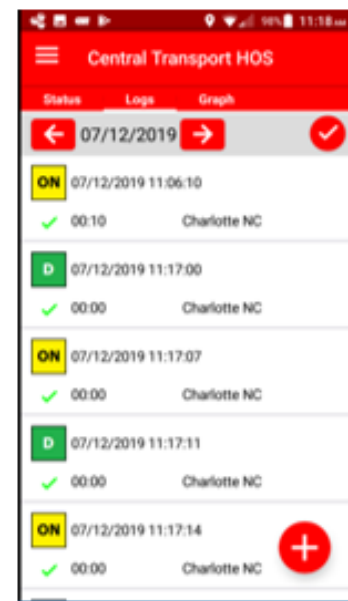 98% 11:18 AM
Central Transport HOS
Status Logs Graph
07/12/2019
ON 07/12/2019 11:06:10
00:10 Charlotte NC
D 07/12/2019 11:17:00
00:00 Charlotte NC
ON 07/12/2019 11:17:07
00:00 Charlotte NC
D 07/12/2019 11:17:11
00:00 Charlotte NC
ON 07/12/2019 11:17:14
00:00 Charlotte NC